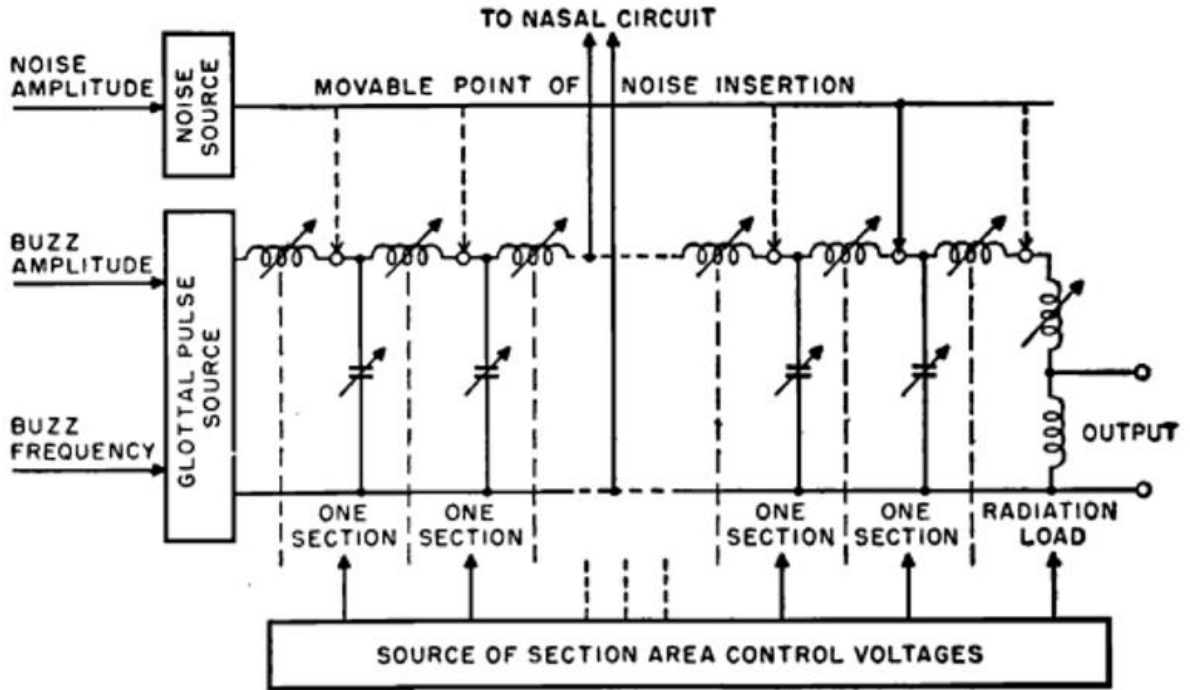 TO NASAL CIRCUIT
NOISE
AMPLITUDE
NOISE
SOURCE
MOVABLE POINT OF NOISE INSERTION
BUZZ
AMPLITUDE
BUZZ
FREQUENCY
GLOTTAL PULSE
SOURCE
OUTPUT
ONE
SECTION
ONE
SECTION
ONE
SECTION
ONE
SECTION
RADIATION
LOAD
SOURCE OF SECTION AREA CONTROL VOLTAGES